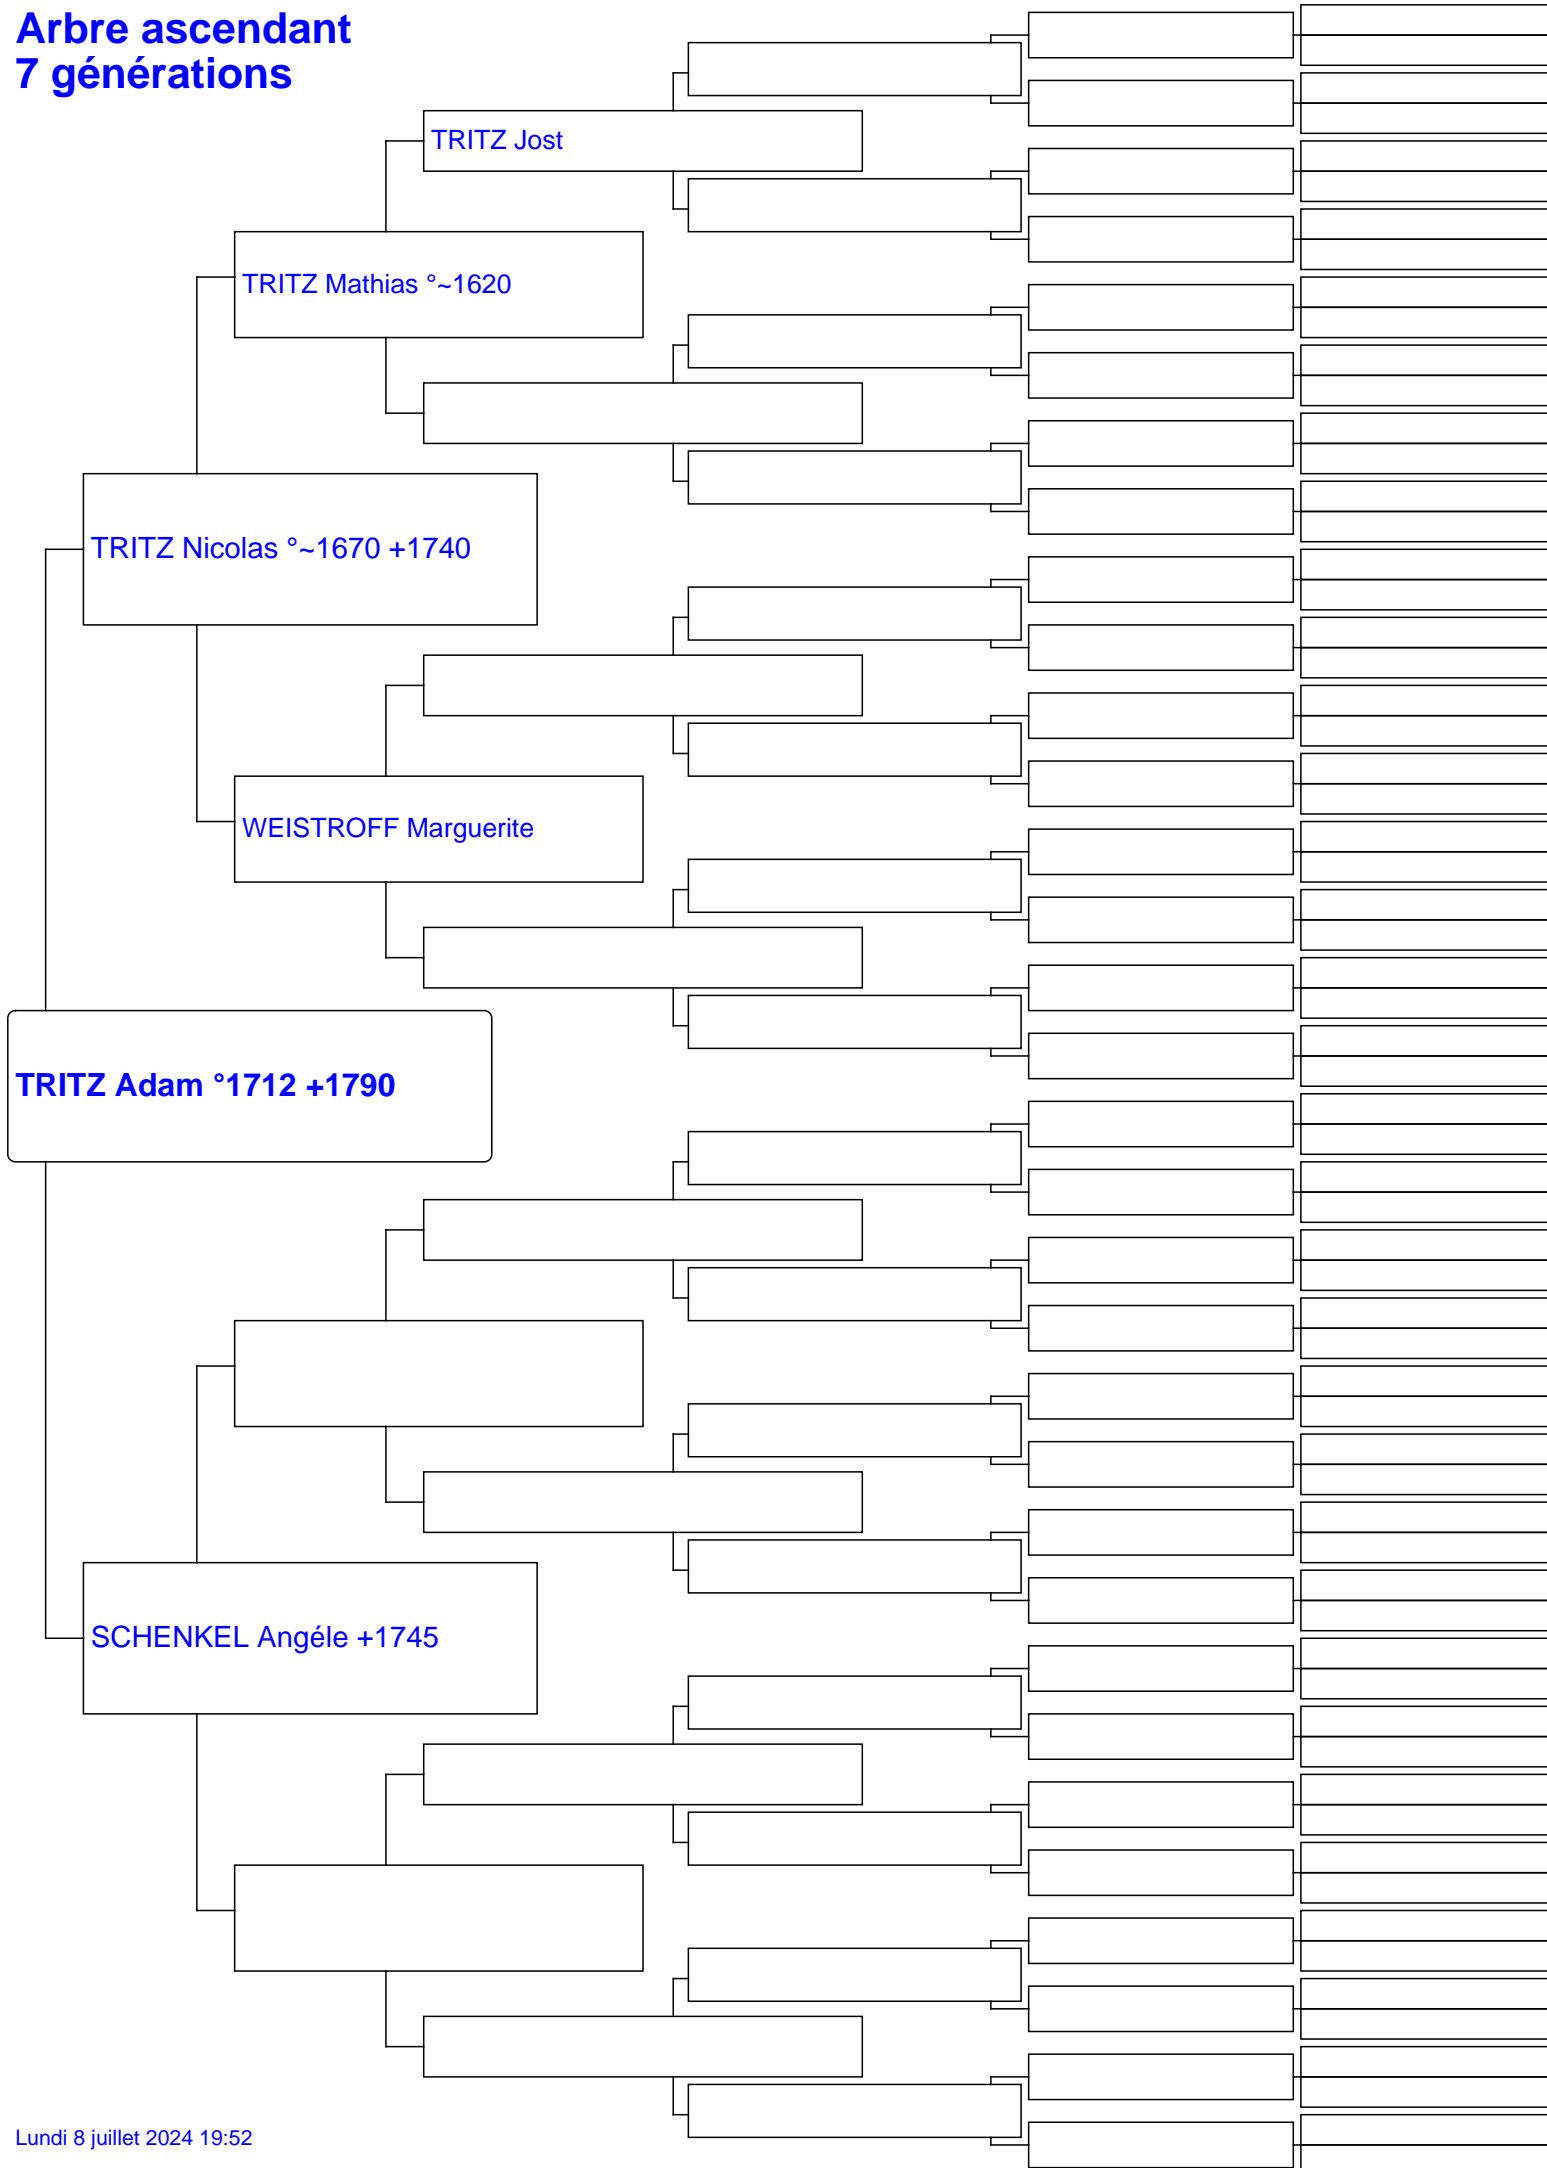 Arbre ascendant
7 générations
TRITZ Jost
TRITZ Mathias °~1620
TRITZ Nicolas °~1670 +1740
WEISTROFF Marguerite
TRITZ Adam °1712 +1790
SCHENKEL Angéle +1745
Lundi 8 juillet 2024 19:52